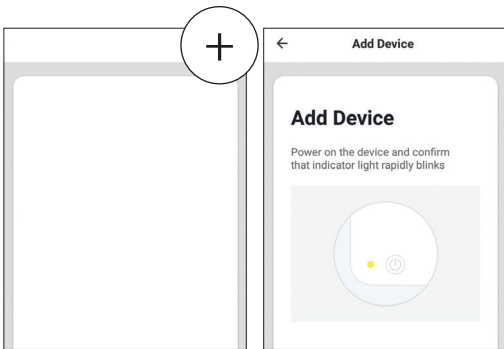 Add Device
Add Device
Power on the device and confirm
that indicator light rapidly blinks